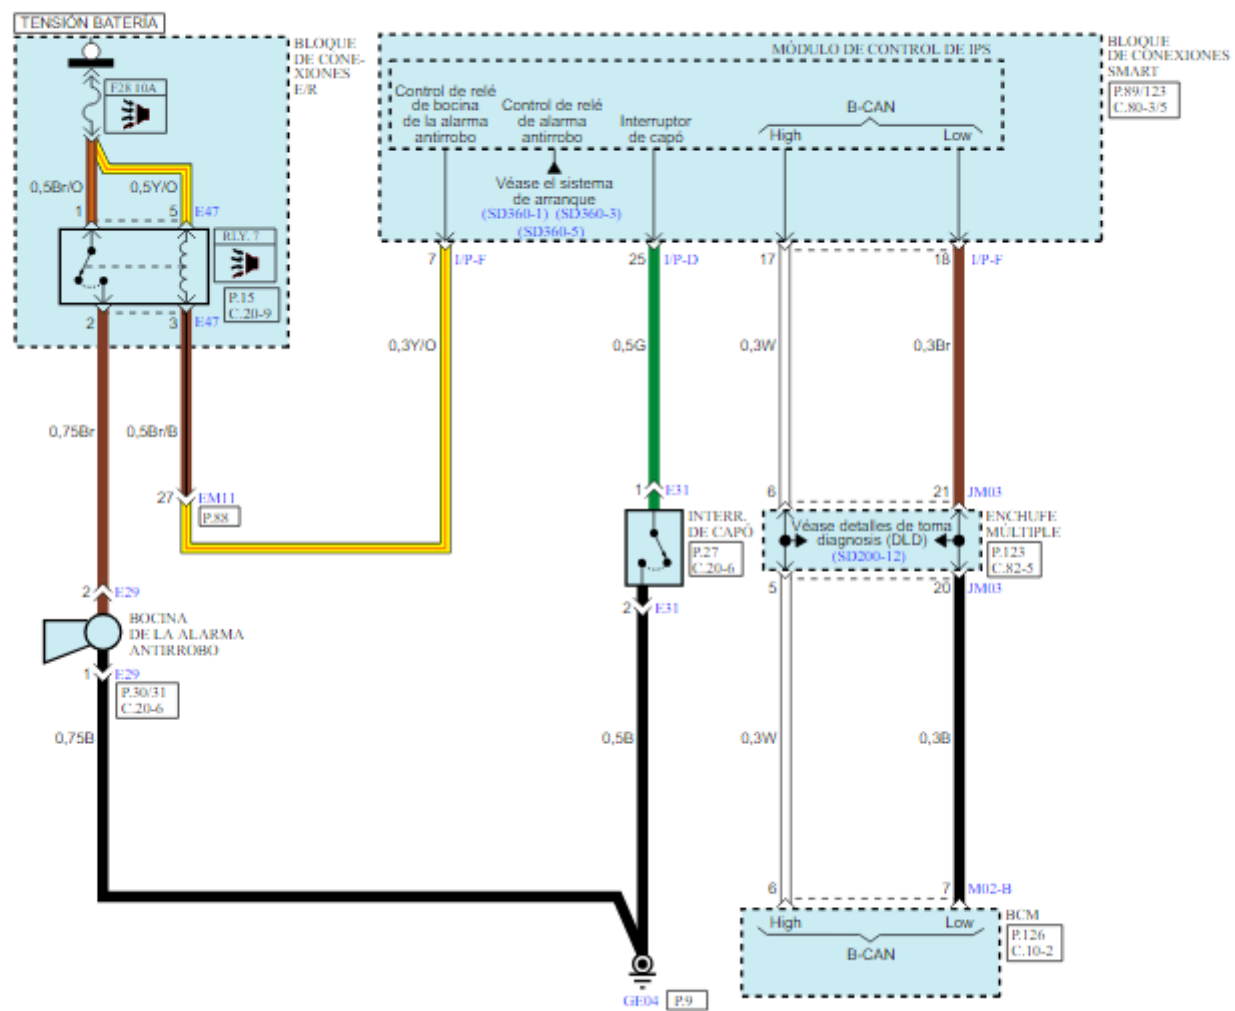 TENSIÓN BATERÍA
BLOQUE
DE CONE-
XIONES
E/R
F28 10A
0,5Br/O
0,5Y/O
1
5
E47
RLY. 7
P.15
C.20-9
2
3
E47
0,75Br
0,5Br/B
27
EM11
P.88
2
E29
BOCINA
DE LA ALARMA
ANTIRROBO
1
E29
P.30/31
C.20-6
0,75B
MÓDULO DE CONTROL DE IPS
BLOQUE
DE CONEXIONES
SMART
P.89/123
C.80-3/5
Control de relé
de bocina
de la alarma
antirrobo
Control de relé
de alarma
antirrobo
Interruptor
de capó
B-CAN
High
Low
Véase el sistema
de arranque
(SD360-1) (SD360-3)
(SD360-5)
7
I/P-F
25
I/P-D
17
18
I/P-F
0,3Y/O
0,5G
0,3W
0,3Br
1
E31
INTERR.
DE CAPÓ
P.27
C.20-6
2
E31
6
21
JM03
Véase detalles de toma
diagnosis (DLD)
(SD200-12)
ENCHUFE
MÚLTIPLE
P.123
C.82-5
5
20
JM03
0,5B
0,3W
0,3B
6
7
M02-B
High
Low
B-CAN
BCM
P.126
C.10-2
GE04
P.9